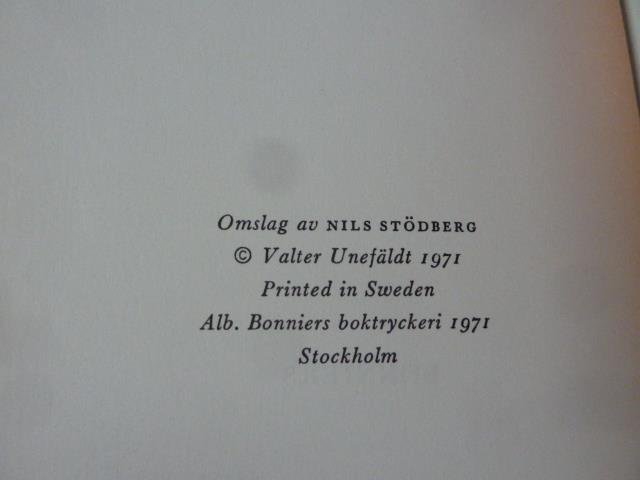 Omslag av NILS STÖDBERG
© Valter Unefäldt 1971
Printed in Sweden
Alb. Bonniers boktryckeri 1971
Stockholm